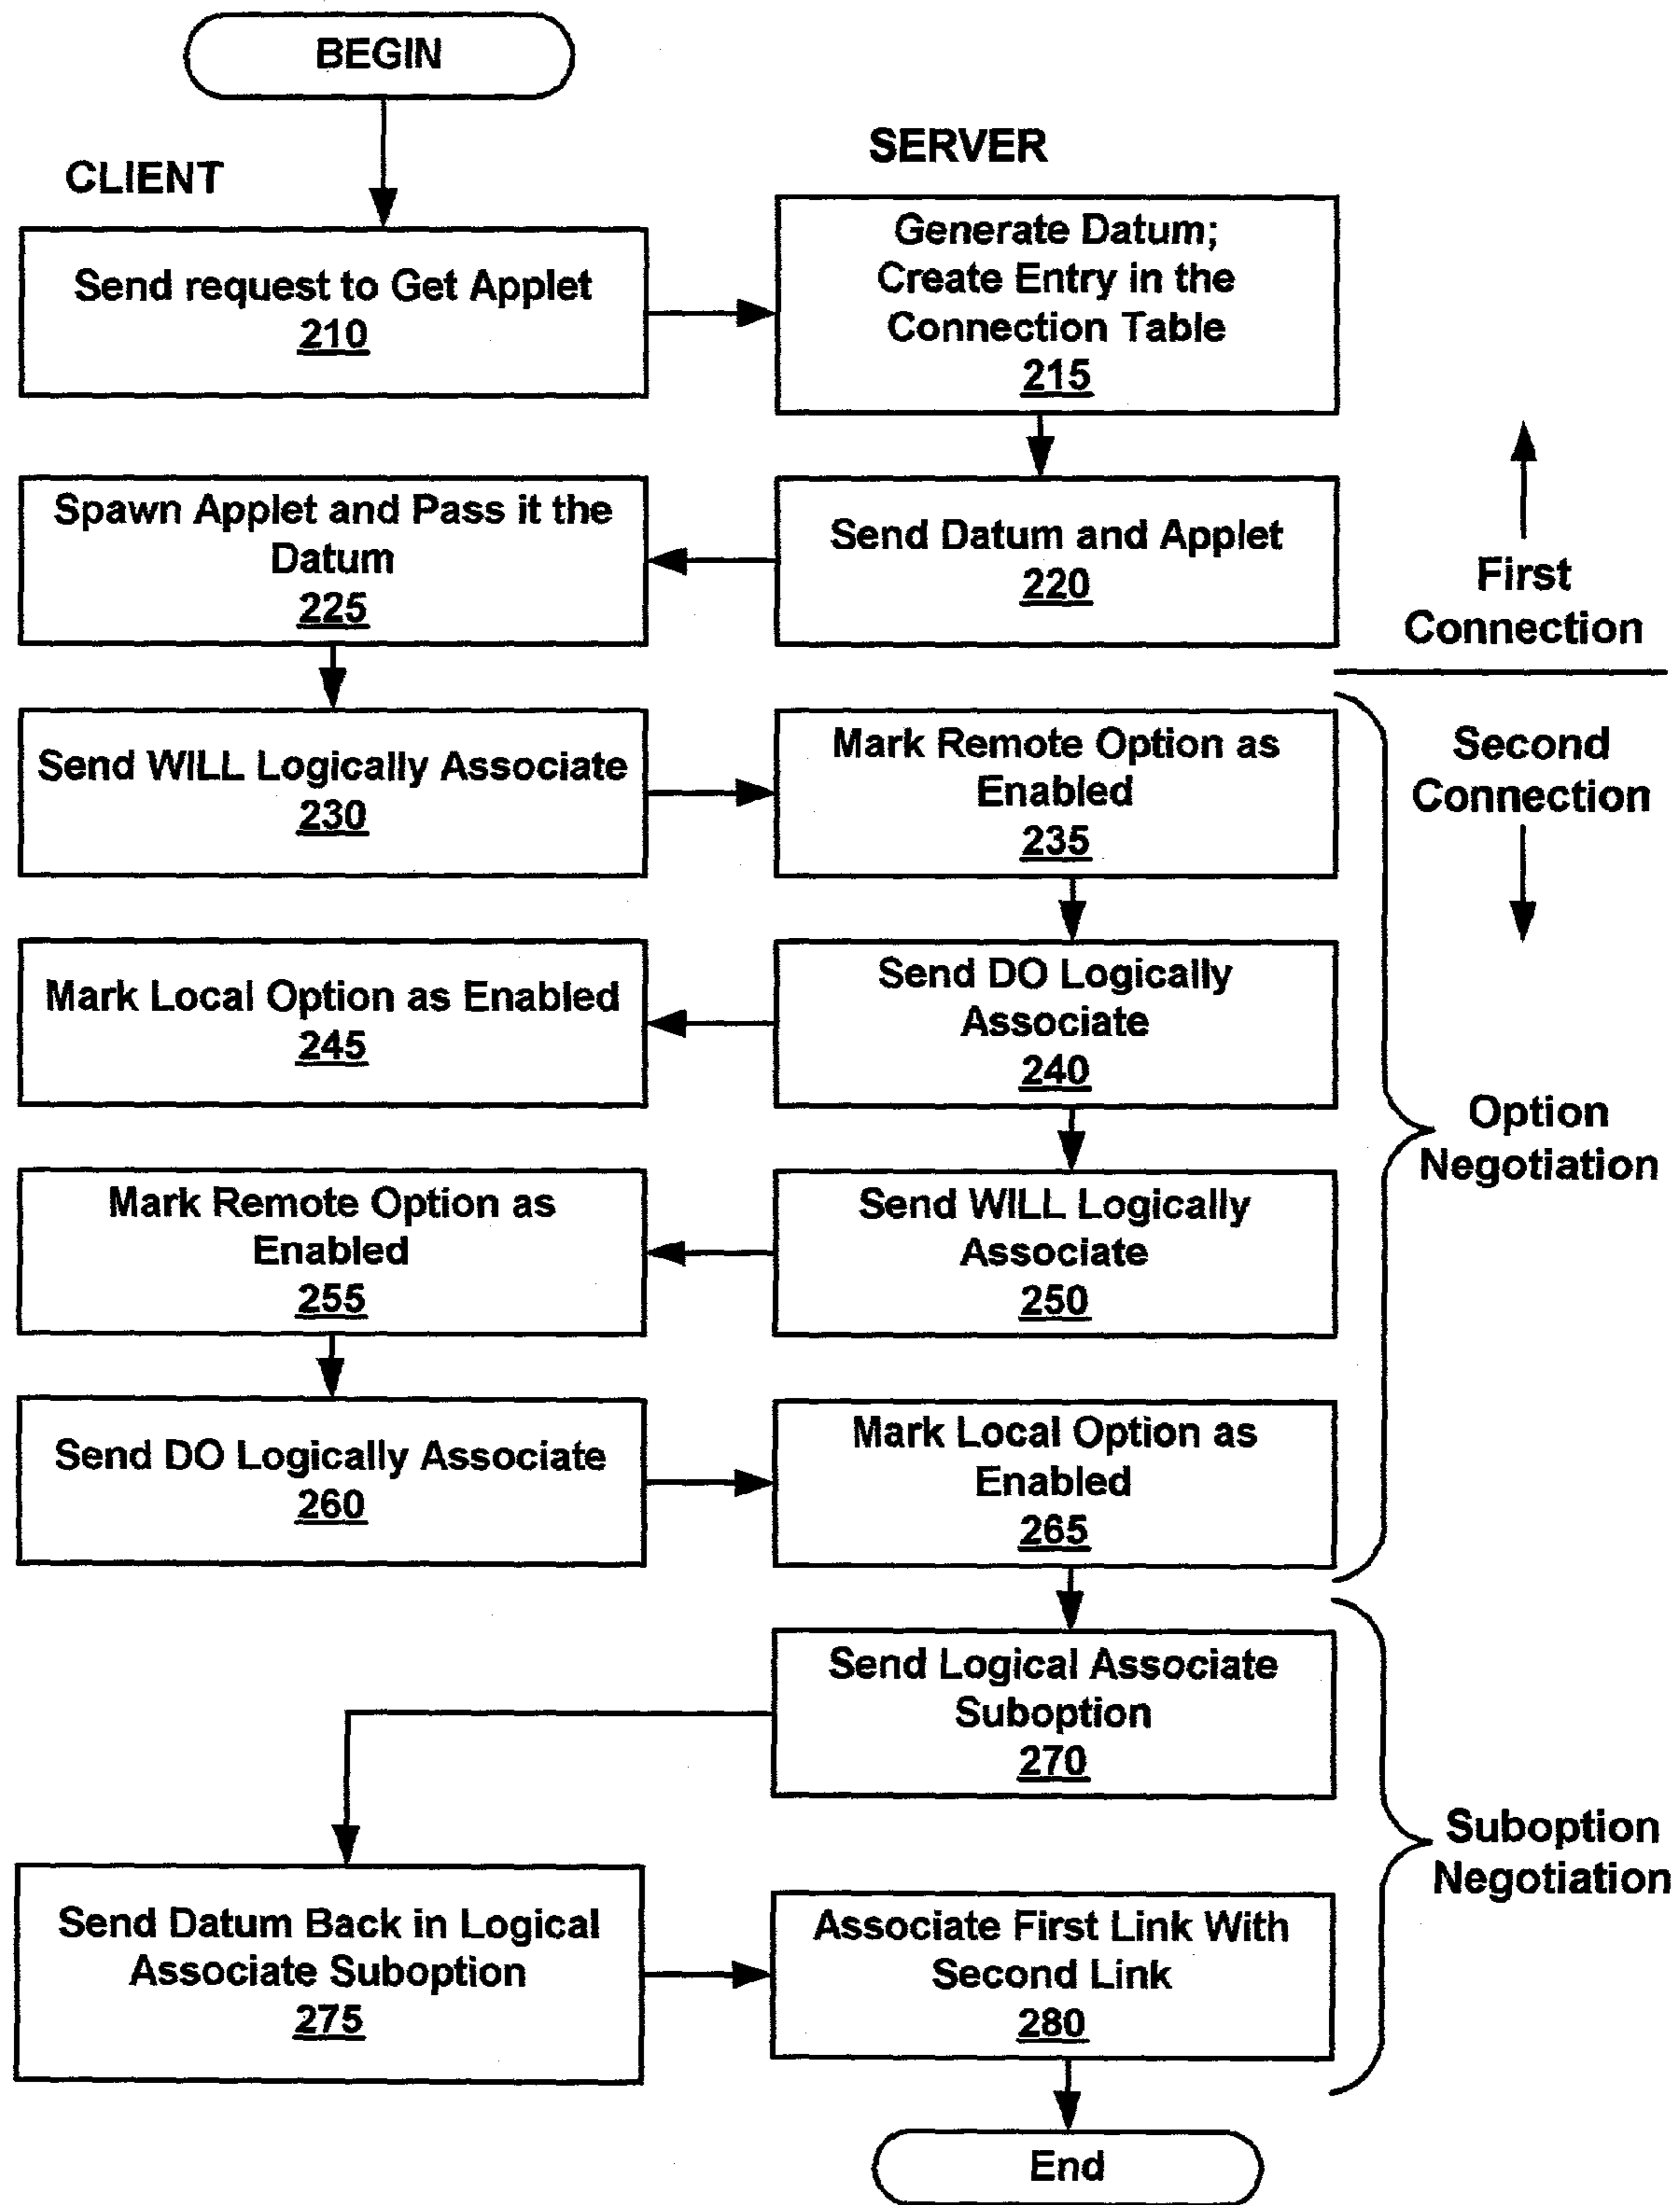 BEGIN
CLIENT
SERVER
Send request to Get Applet
210
Generate Datum;
Create Entry in the
Connection Table
215
Spawn Applet and Pass it the
Datum
225
Send Datum and Applet
220
First
Connection
Send WILL Logically Associate
230
Mark Remote Option as
Enabled
235
Second
Connection
Mark Local Option as Enabled
245
Send DO Logically
Associate
240
Option
Negotiation
Mark Remote Option as
Enabled
255
Send WILL Logically
Associate
250
Send DO Logically Associate
260
Mark Local Option as
Enabled
265
Send Logical Associate
Suboption
270
Suboption
Negotiation
Send Datum Back in Logical
Associate Suboption
275
Associate First Link With
Second Link
280
End